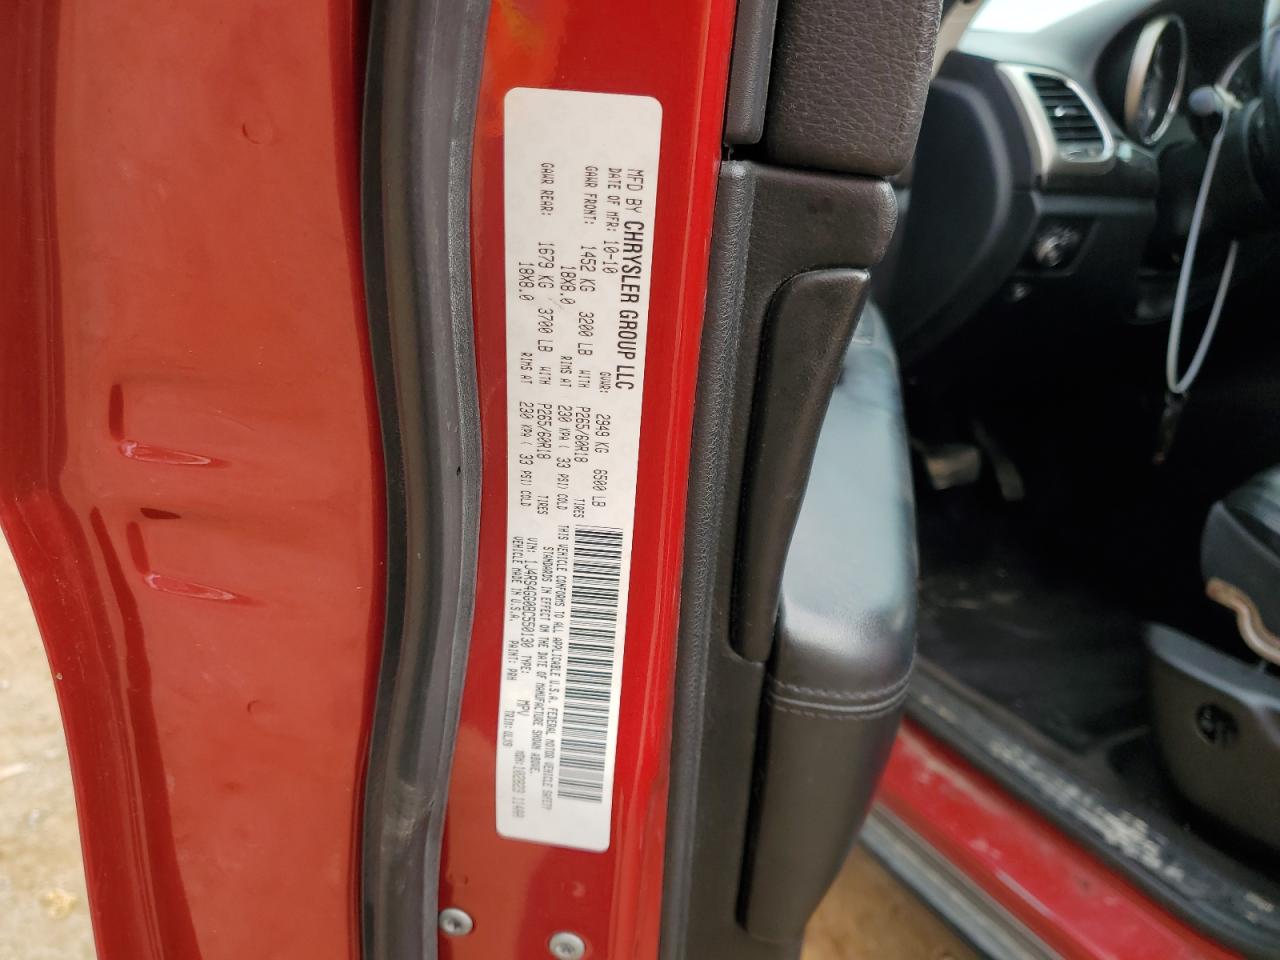 MFD BY CHRYSLER GROUP LLC
DATE OF MFR: 10-10 GVWR: 2949 KG 6500 LB
GAWR FRONT: 1452 KG 3200 LB WITH P265/60R18 TIRES
18X8.0 RIMS AT 230 KPA ( 33 PSI) COLD
GAWR REAR: 1679 KG 3700 LB WITH P265/60R18 TIRES
18X8.0 RIMS AT 230 KPA ( 33 PSI) COLD
THIS VEHICLE CONFORMS TO ALL APPLICABLE U.S.A. FEDERAL MOTOR VEHICLE SAFETY
STANDARDS IN EFFECT ON THE DATE OF MANUFACTURE SHOWN ABOVE.
VIN: 1J4RS4GG0BC550130 TYPE: MPV MDH:
VEHICLE MADE IN U.S.A. PAINT: PRH TRIM: